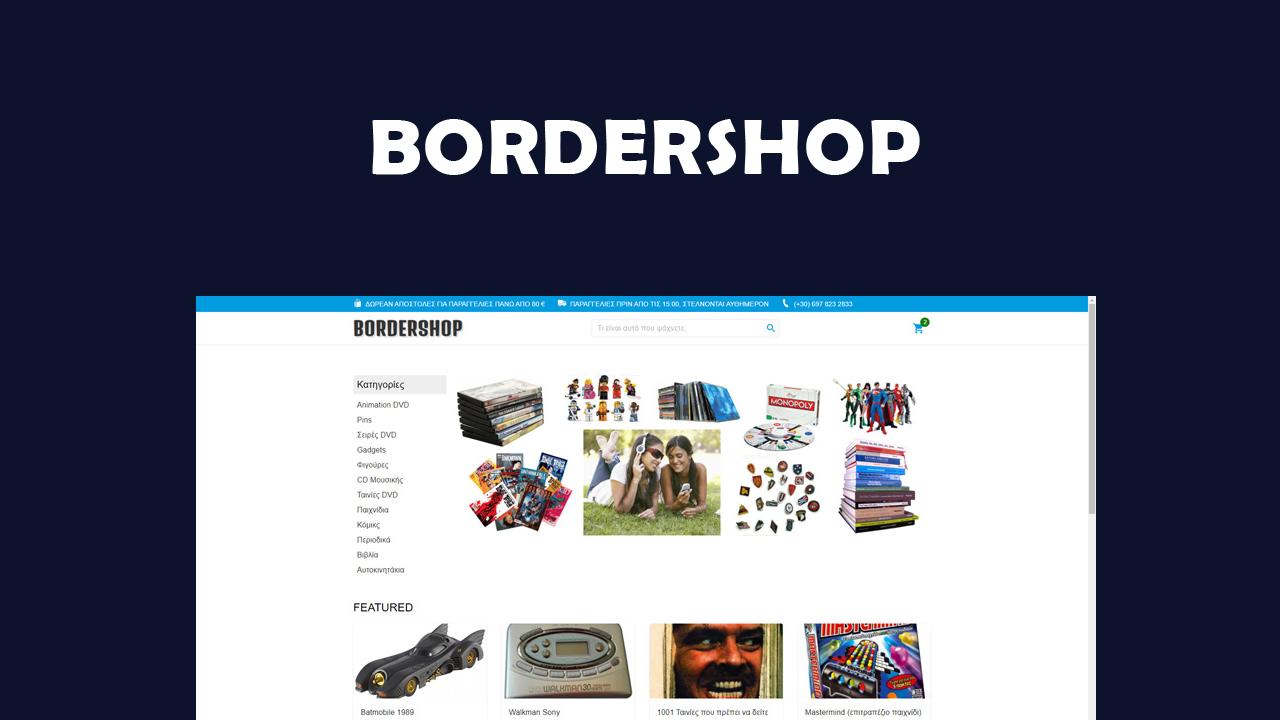 BORDERSHOP
ΔΩΡΕΑΝ ΑΠΟΣΤΟΛΕΣ ΓΙΑ ΠΑΡΑΓΓΕΛΙΕΣ ΠΑΝΩ ΑΠΟ 80 € ΠΑΡΑΓΓΕΛΙΕΣ ΠΡΙΝ ΑΠΟ ΤΙΣ 15:00, ΣΤΕΛΝΟΝΤΑΙ ΑΥΘΗΜΕΡΟΝ (+30) 697 823 2833
BORDERSHOP Τι είναι αυτό που ψάχνετε; 2
Κατηγορίες
Animation DVD
Pins
Σειρές DVD
Gadgets
Φιγούρες
CD Μουσικής
Ταινίες DVD
Παιχνίδια
Κόμικς
Περιοδικά
Βιβλία
Αυτοκινητάκια
MONOPOLY
FEATURED
WALKMAN
MASTERMIND
Batmobile 1989
Walkman Sony
1001 Ταινίες που πρέπει να δείτε
Mastermind (επιτραπέζιο παιχνίδι)